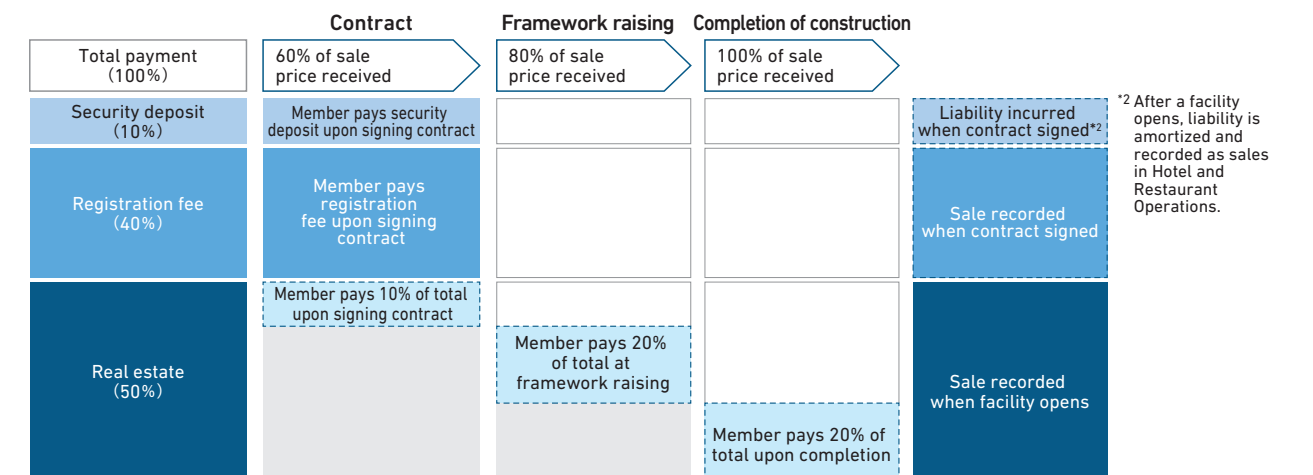 Contract
Framework raising
Completion of construction
Total payment
(100%)
60% of sale
price received
80% of sale
price received
100% of sale
price received
Security deposit
(10%)
Member pays security
deposit upon signing contract
Liability incurred
when contract signed*2
*2 After a facility
opens, liability is
amortized and
recorded as sales
in Hotel and
Restaurant
Operations.
Registration fee
(40%)
Member pays
registration
fee upon signing
contract
Sale recorded
when contract signed
Real estate
(50%)
Member pays 10% of total
upon signing contract
Member pays 20%
of total at
framework raising
Member pays 20% of
total upon completion
Sale recorded
when facility opens